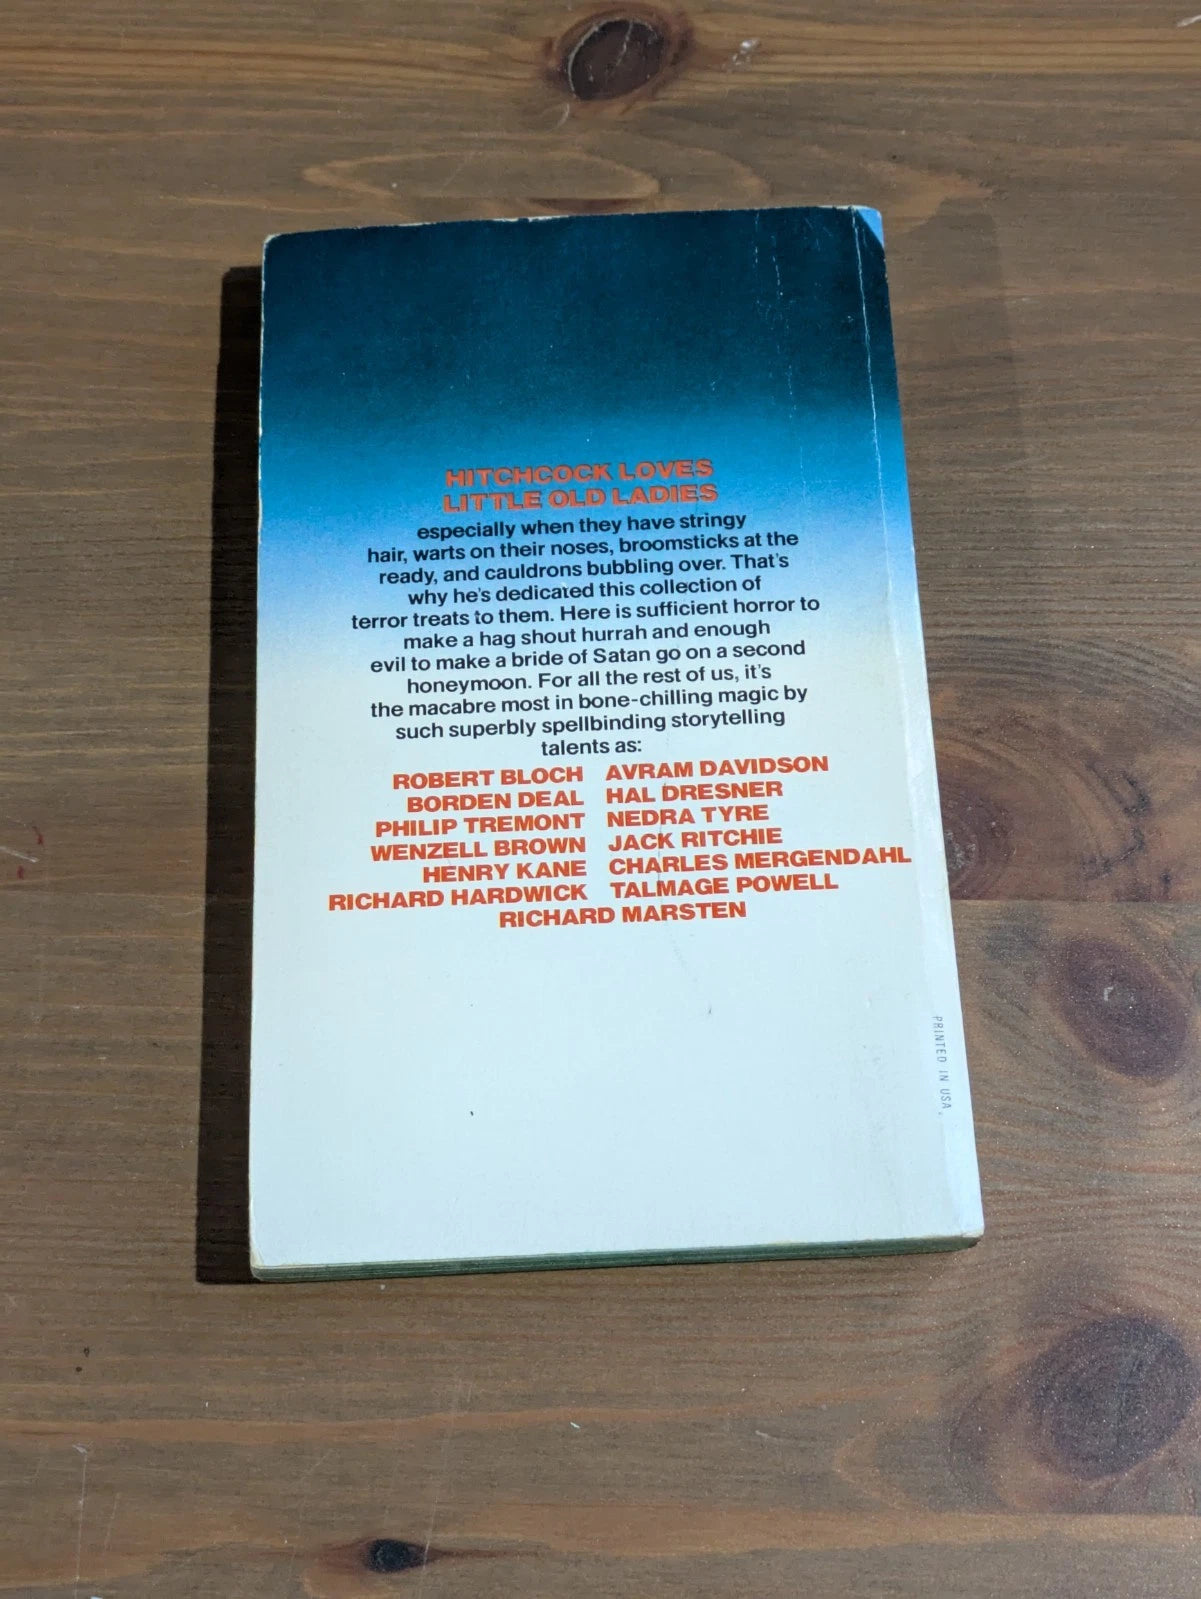 HITCHCOCK LOVES
LITTLE OLD LADIES
especially when they have stringy
hair, warts on their noses, broomsticks at the
ready, and cauldrons bubbling over. That's
why he's dedicated this collection of
terror treats to them. Here is sufficient horror to
make a hag shout hurrah and enough
evil to make a bride of Satan go on a second
honeymoon. For all the rest of us, it's
the macabre most in bone-chilling magic by
such superbly spellbinding storytelling
talents as:
ROBERT BLOCH AVRAM DAVIDSON
BORDEN DEAL HAL DRESNER
PHILIP TREMONT NEDRA TYRE
WENZELL BROWN JACK RITCHIE
HENRY KANE CHARLES MERGENDAHL
RICHARD HARDWICK TALMAGE POWELL
RICHARD MARSTEN
PRINTED IN USA